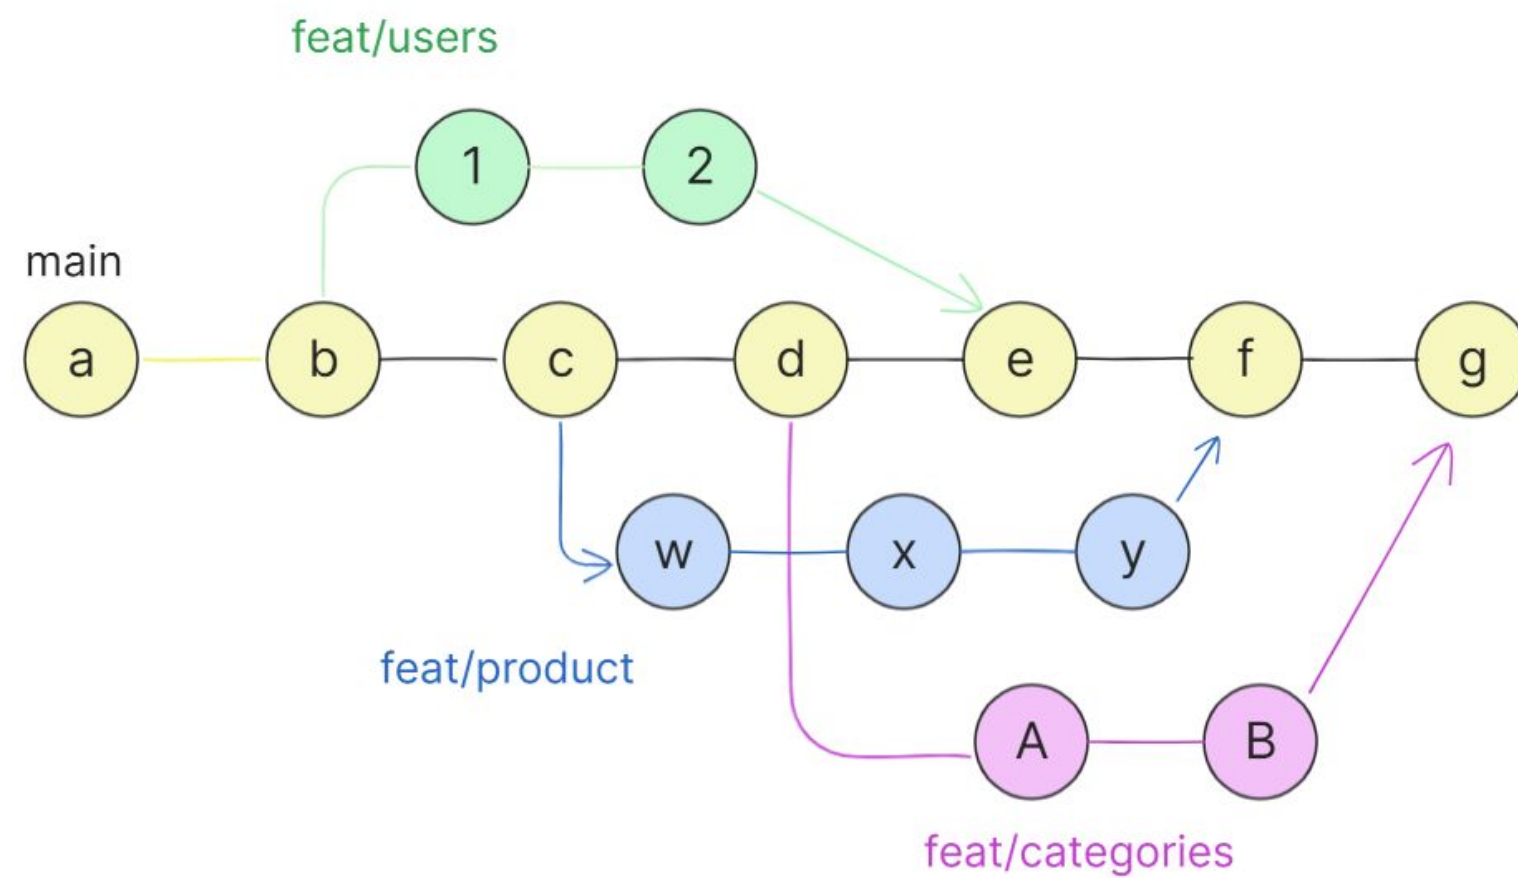 feat/users
1 2
main
a b c d e f g
w x y
feat/product
A B
feat/categories